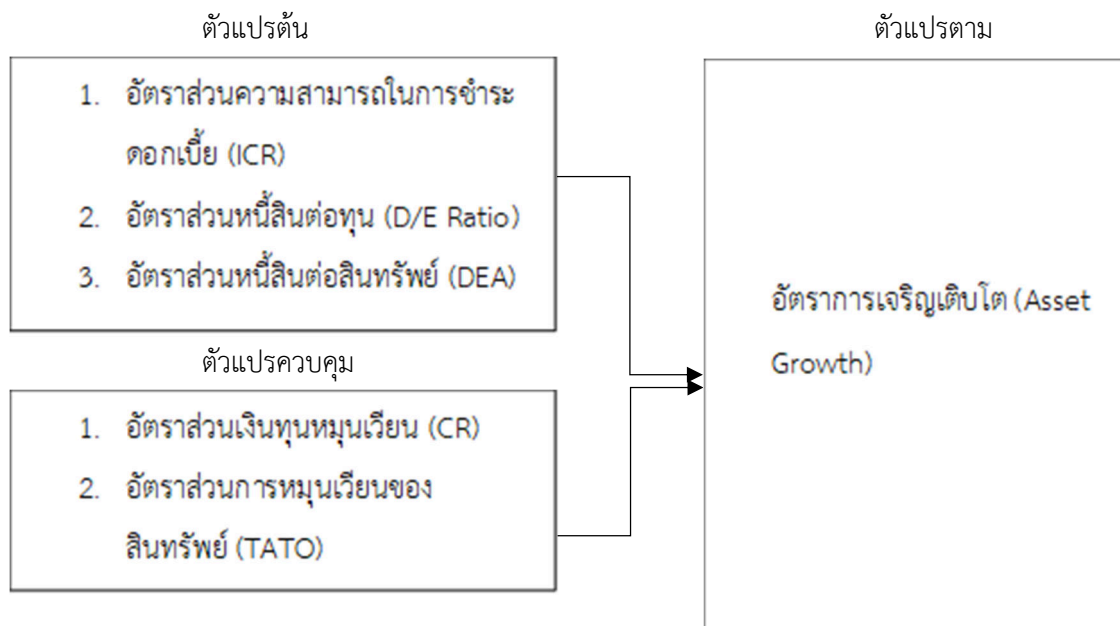 ตัวแปรต้น
1. อัตราส่วนความสามารถในการชำระ
ดอกเบี้ย (ICR)
2. อัตราส่วนหนี้สินต่อทุน (D/E Ratio)
3. อัตราส่วนหนี้สินต่อสินทรัพย์ (DEA)
ตัวแปรควบคุม
1. อัตราส่วนเงินทุนหมุนเวียน (CR)
2. อัตราส่วนการหมุนเวียนของ
สินทรัพย์ (TATO)
ตัวแปรตาม
อัตราการเจริญเติบโต (Asset
Growth)